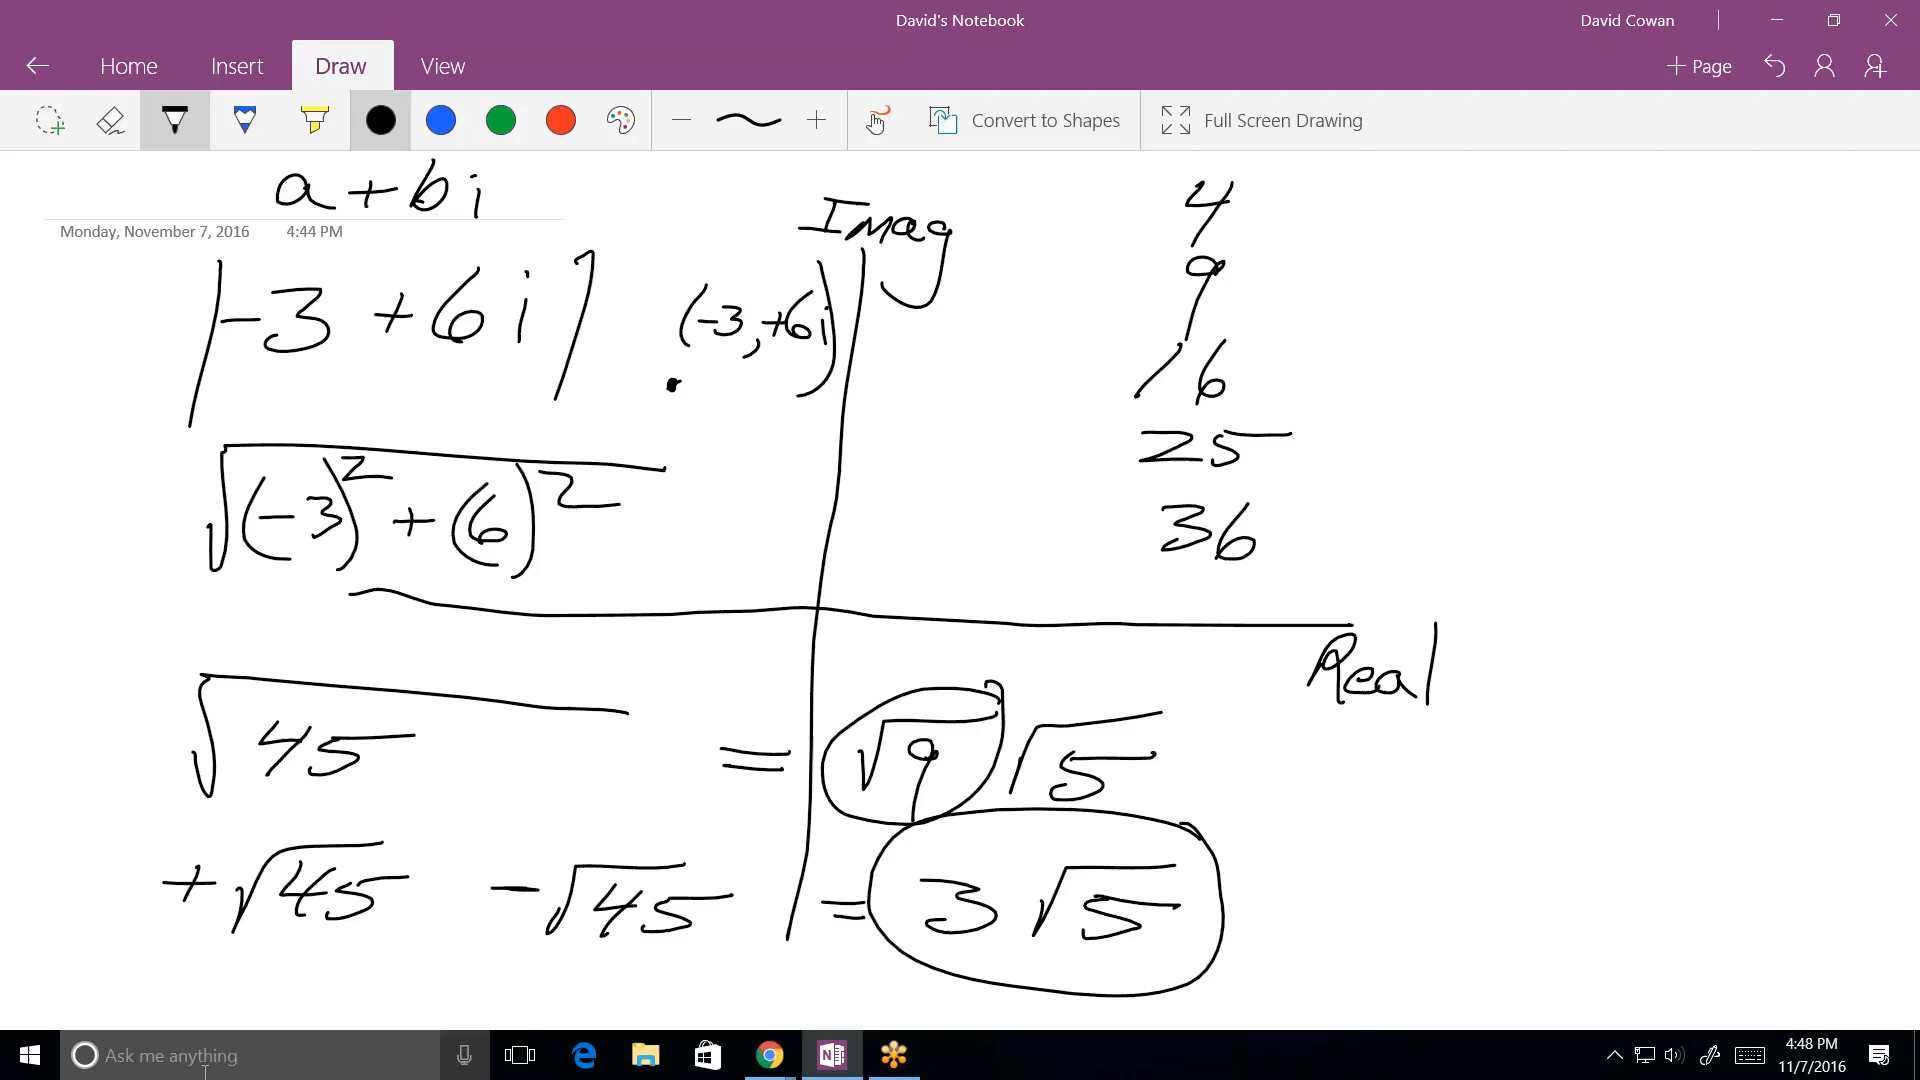 David's Notebook
David Cowan
Home Insert Draw View
Page
Convert to Shapes
Full Screen Drawing
a + bi
Monday, November 7, 2016 4:44 PM
|-3 + 6i|
(-3, +6i)
Imag
4
9
16
25
36
√(-3)² + (6)²
Real
√45 = √9 √5
+√45 -√45 = 3√5
Ask me anything
4:48 PM
11/7/2016